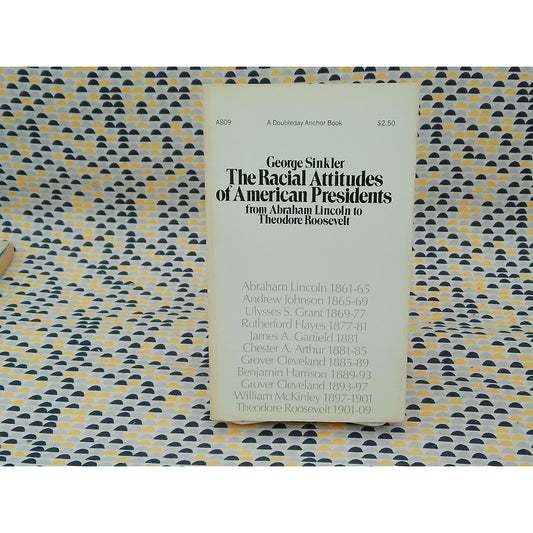 A809 A Doubleday Anchor Book $2.50
George Sinkler
The Racial Attitudes
of American Presidents
from Abraham Lincoln to
Theodore Roosevelt
Abraham Lincoln 1861-65
Andrew Johnson 1865-69
Ulysses S. Grant 1869-77
Rutherford Hayes 1877-81
James A. Garfield 1881
Chester A. Arthur 1881-85
Grover Cleveland 1885-89
Benjamin Harrison 1889-93
Grover Cleveland 1893-97
William McKinley 1897-1901
Theodore Roosevelt 1901-09